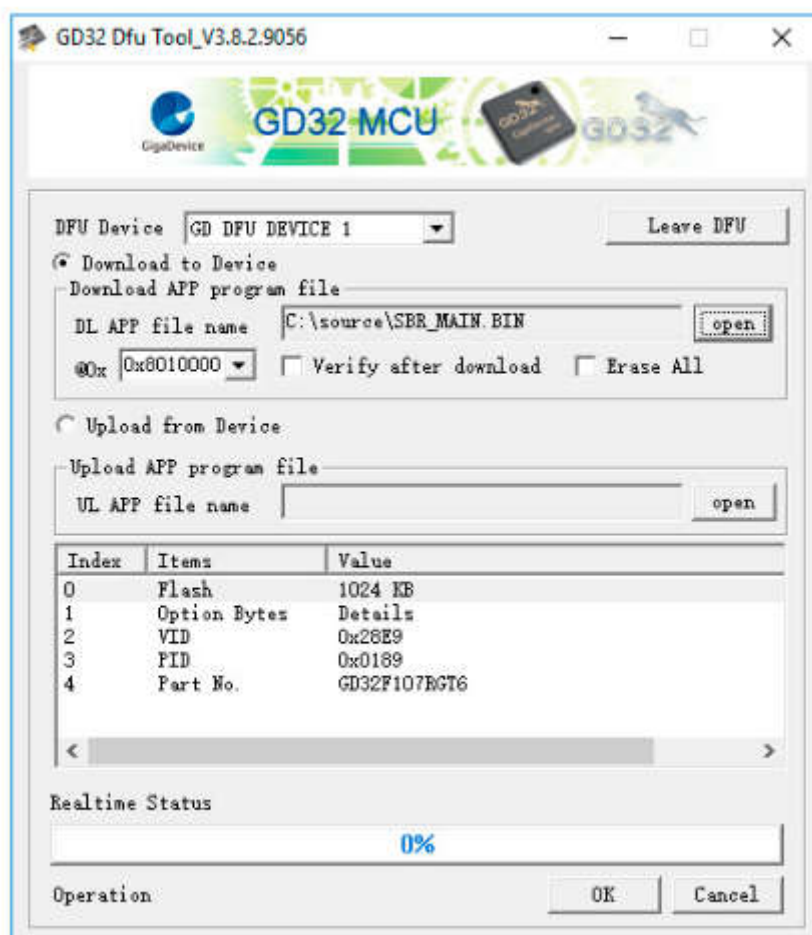 GD32 Dfu Tool_V3.8.2.9056
GigaDevice
GD32 MCU
GD32
GD32
DFU Device GD DFU DEVICE 1 Leave DFU
Download to Device
Download APP program file
DL APP file name C:\source\SBR_MAIN.BIN open
@0x 0x8010000 Verify after download Erase All
Upload from Device
Upload APP program file
UL APP file name open
Index Items Value
0 Flash 1024 KB
1 Option Bytes Details
2 VID 0x28E9
3 PID 0x0189
4 Part No. GD32F107RGT6
Realtime Status
0%
Operation OK Cancel